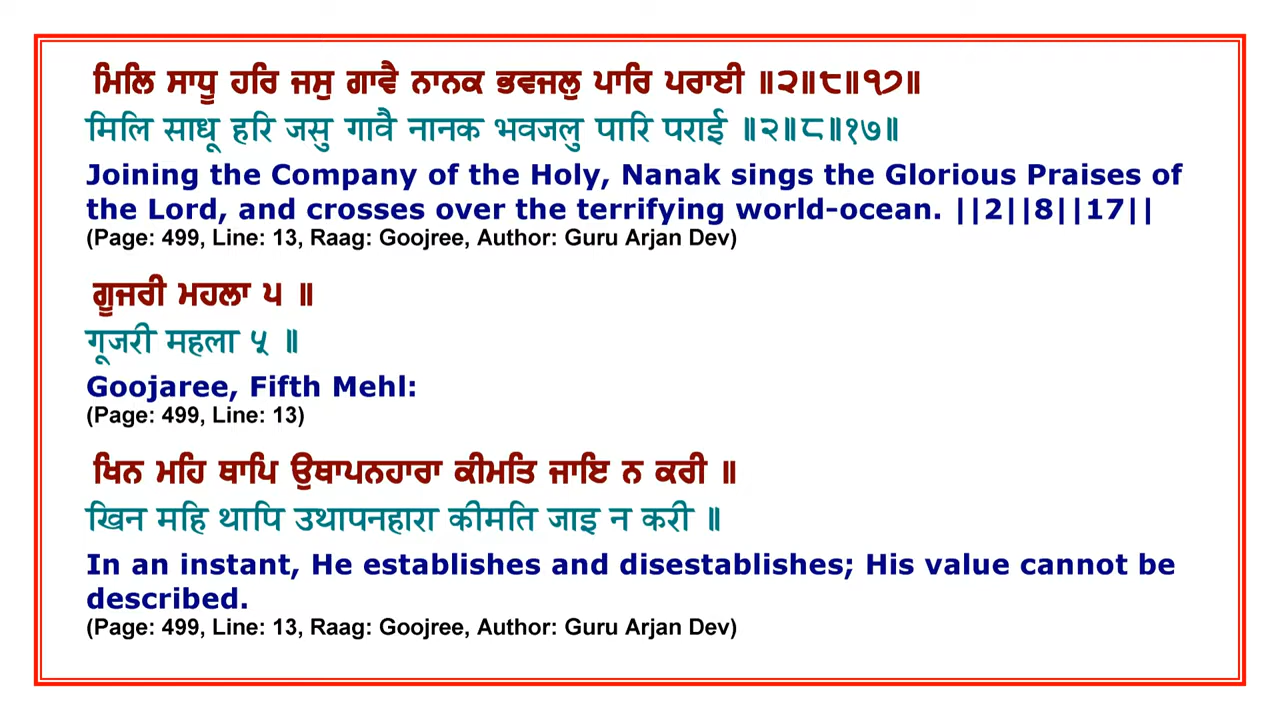 ਮਿਲਿ ਸਾਧੂ ਹਰਿ ਜਸੁ ਗਾਵੈ ਨਾਨਕ ਭਵਜਲੁ ਪਾਰਿ ਪਰਾਈ ॥੨॥੮॥੧੭॥
मिलि साधू हरि जसु गावै नानक भवजलु पारि पराई ॥२॥८॥१७॥
Joining the Company of the Holy, Nanak sings the Glorious Praises of
the Lord, and crosses over the terrifying world-ocean. ||2||8||17||
(Page: 499, Line: 13, Raag: Goojree, Author: Guru Arjan Dev)
ਗੂਜਰੀ ਮਹਲਾ ੫ ॥
गूजरी महला ५ ॥
Goojaree, Fifth Mehl:
(Page: 499, Line: 13)
ਖਿਨ ਮਹਿ ਥਾਪਿ ਉਥਾਪਨਹਾਰਾ ਕੀਮਤਿ ਜਾਇ ਨ ਕਰੀ ॥
खिन महि थापि उथापनहारा कीमति जाइ न करी ॥
In an instant, He establishes and disestablishes; His value cannot be
described.
(Page: 499, Line: 13, Raag: Goojree, Author: Guru Arjan Dev)